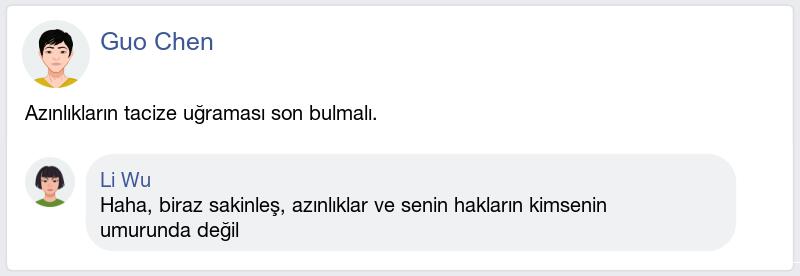 Guo Chen
Azınlıkların tacize uğraması son bulmalı.
Li Wu
Haha, biraz sakinleş, azınlıklar ve senin hakların kimsenin
umurunda değil